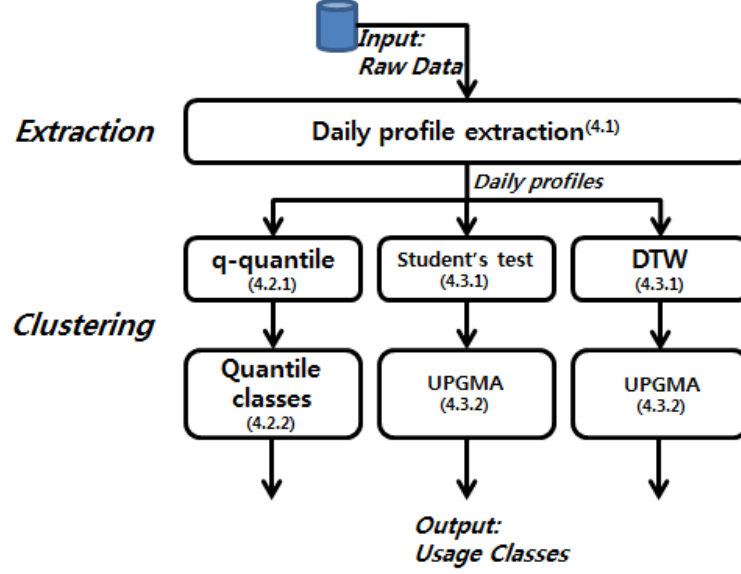 Input:
Raw Data
Extraction
Daily profile extraction(4.1)
Daily profiles
q-quantile
(4.2.1)
Student's test
(4.3.1)
DTW
(4.3.1)
Clustering
Quantile
classes
(4.2.2)
UPGMA
(4.3.2)
UPGMA
(4.3.2)
Output:
Usage Classes